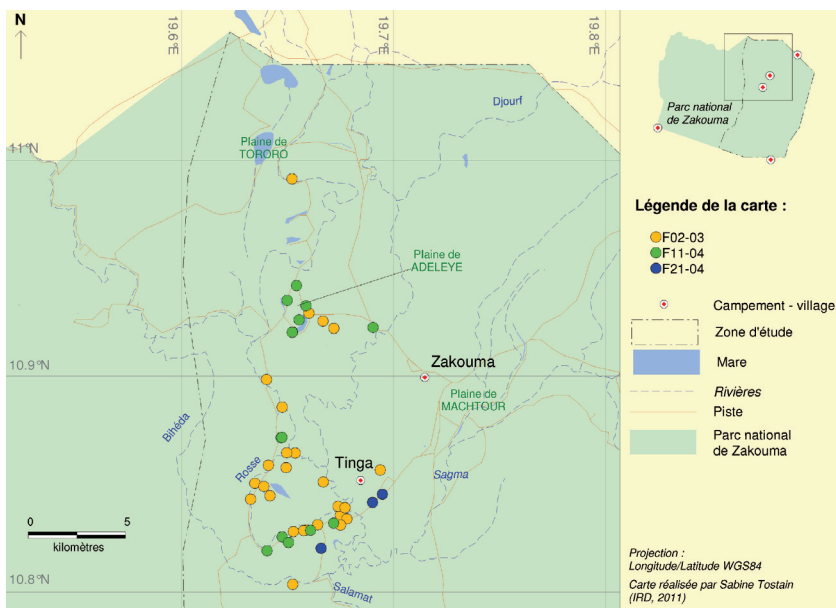 N
19.6°E
19.7°E
19.8°E
Djourf
Plaine de
TORORO
11°N
Plaine de
ADELEYE
10.9°N
Zakouma
Plaine de
MACHTOUR
Bihéda
Rosse
Tinga
Sagma
0 5
kilomètres
10.8°N
Salamat
Parc national
de Zakouma
Légende de la carte :
F02-03
F11-04
F21-04
Campement - village
Zone d'étude
Mare
Rivières
Piste
Parc national
de Zakouma
Projection :
Longitude/Latitude WGS84
Carte réalisée par Sabine Tostain
(IRD, 2011)